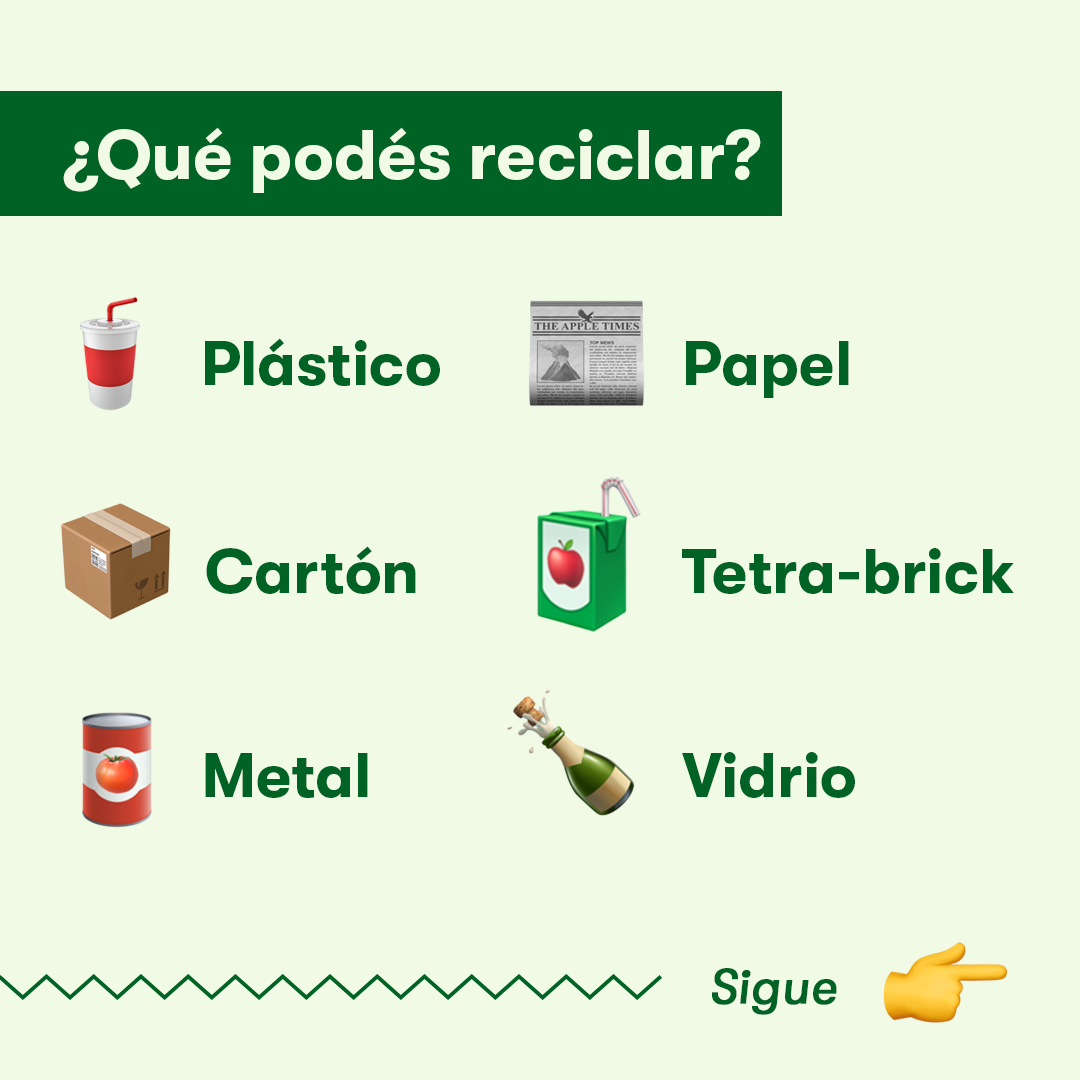 ¿Qué podés reciclar?
Plástico
THE APPLE TIMES
TOP NEWS
Papel
Cartón
Tetra-brick
Metal
Vidrio
Sigue